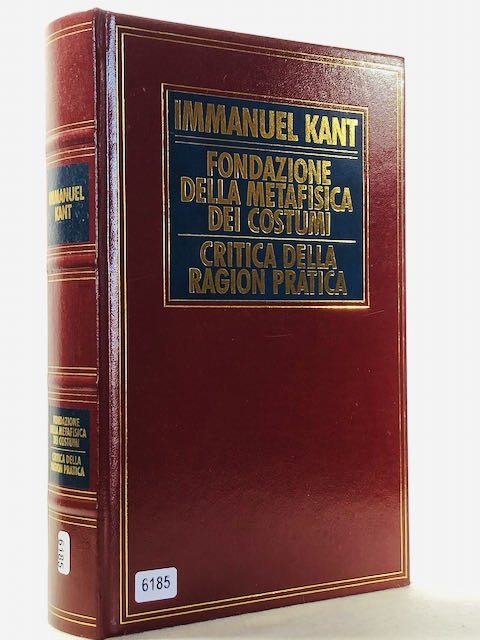 IMMANUEL KANT
FONDAZIONE
DELLA METAFISICA
DEI COSTUMI
CRITICA DELLA
RAGION PRATICA
IMMANUEL
KANT
FONDAZIONE
DELLA METAFISICA
DEI COSTUMI
CRITICA DELLA
RAGION PRATICA
6185
6185